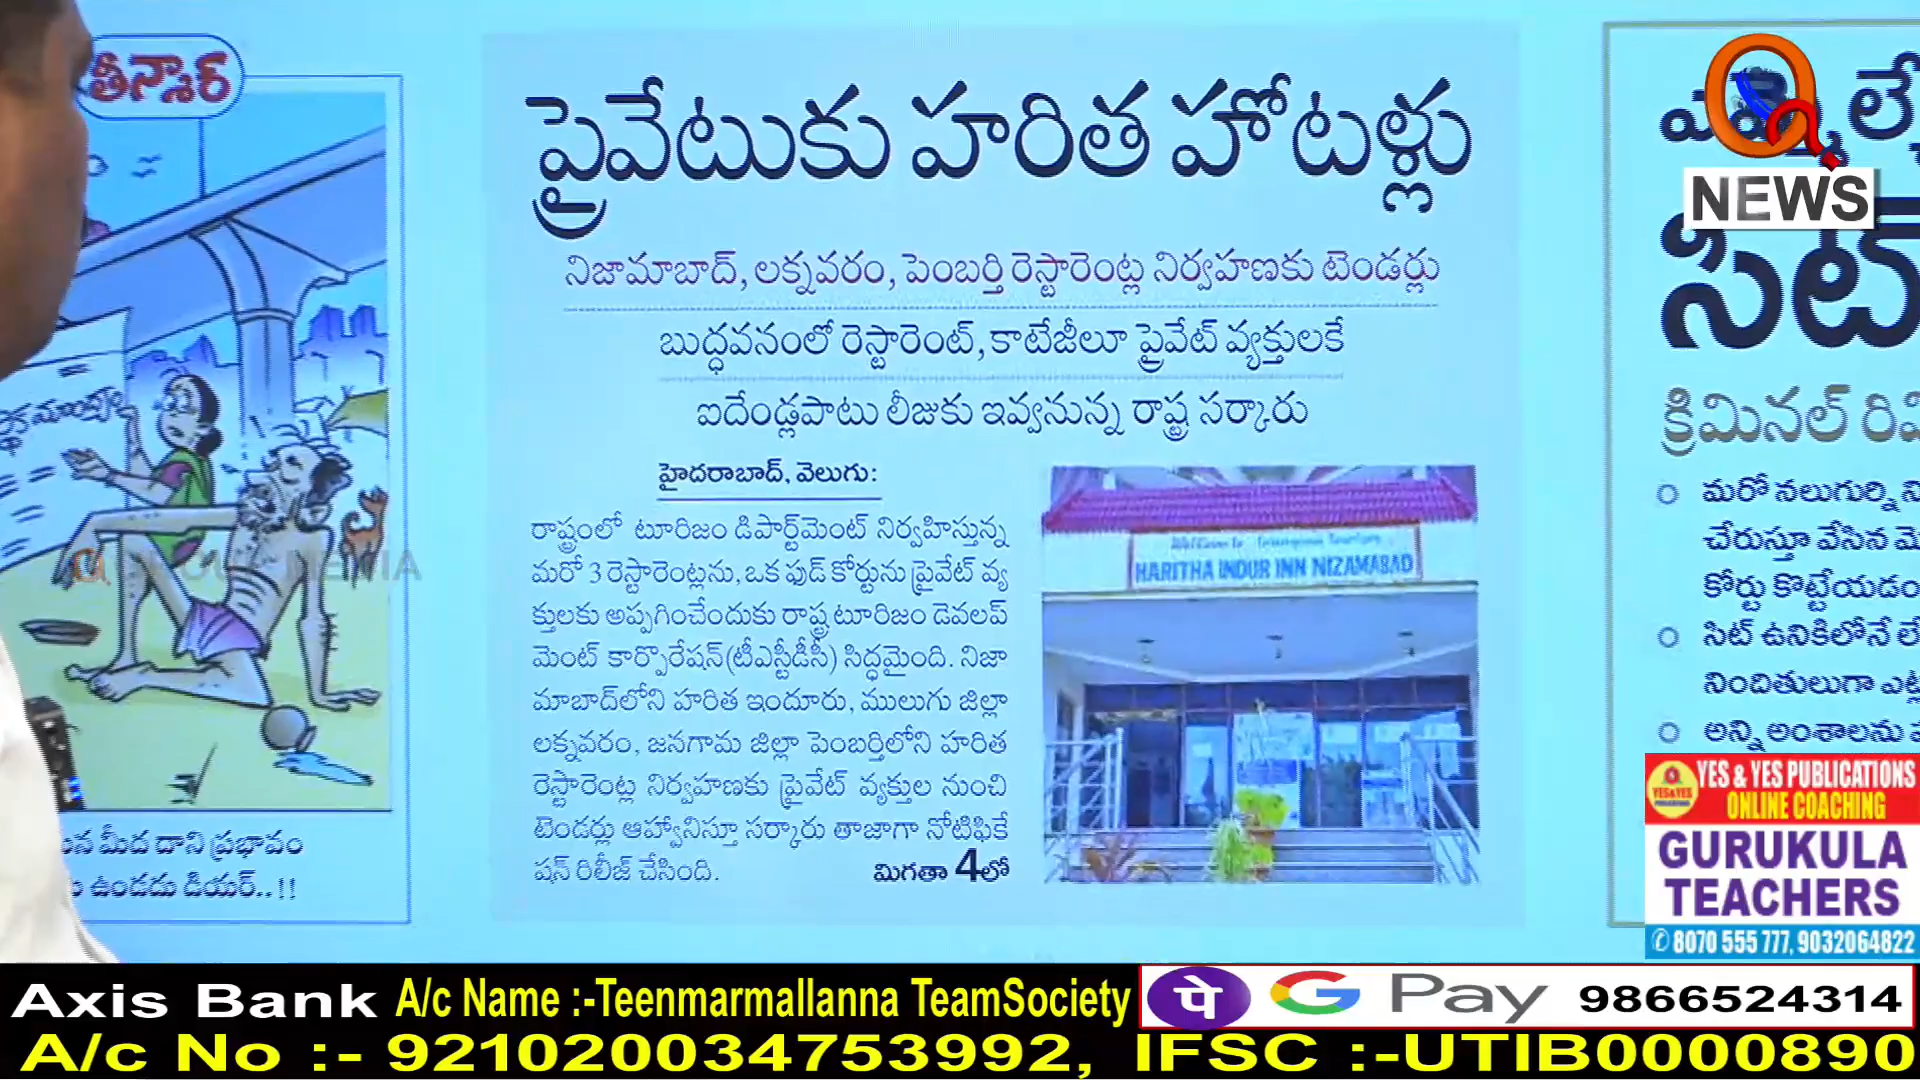 తీన్మార్
ప్రైవేటుకు హరిత హోటళ్లు
నిజామాబాద్, లక్నవరం, పెంబర్తి రెస్టారెంట్ల నిర్వహణకు టెండర్లు
బుద్ధవనంలో రెస్టారెంట్, కాటేజీలూ ప్రైవేట్ వ్యక్తులకే
ఐదేండ్లపాటు లీజుకు ఇవ్వనున్న రాష్ట్ర సర్కారు
హైదరాబాద్, వెలుగు:
రాష్ట్రంలో టూరిజం డిపార్ట్‌మెంట్ నిర్వహిస్తున్న
మరో 3 రెస్టారెంట్లను, ఒక ఫుడ్ కోర్టును ప్రైవేట్ వ్య
క్తులకు అప్పగించేందుకు రాష్ట్ర టూరిజం డెవలప్
మెంట్ కార్పొరేషన్(టీఎస్టీడీసీ) సిద్ధమైంది. నిజా
మాబాద్‌లోని హరిత ఇందూరు, ములుగు జిల్లా
లక్నవరం, జనగామ జిల్లా పెంబర్తిలోని హరిత
రెస్టారెంట్ల నిర్వహణకు ప్రైవేట్ వ్యక్తుల నుంచి
టెండర్లు ఆహ్వానిస్తూ సర్కారు తాజాగా నోటిఫికే
షన్ రిలీజ్ చేసింది.
మిగతా 4లో
HARITHA INDUR INN NIZAMABAD
మీద దాని ప్రభావం
ఉండదు డియర్..!!
క్రిమినల్ రివి
మరో నలుగుర్ని ని
చేరుస్తూ వేసిన మె
కోర్టు కొట్టేయడం
సిట్ ఉనికిలోనే లే
నిందితులుగా ఎట్ల
అన్ని అంశాలను ప
Q
NEWS
YES & YES PUBLICATIONS
ONLINE COACHING
GURUKULA
TEACHERS
8070 555 777, 9032064822
Axis Bank A/c Name :-Teenmarmallanna TeamSociety
पे G Pay 9866524314
A/c No :- 921020034753992, IFSC :-UTIB0000890